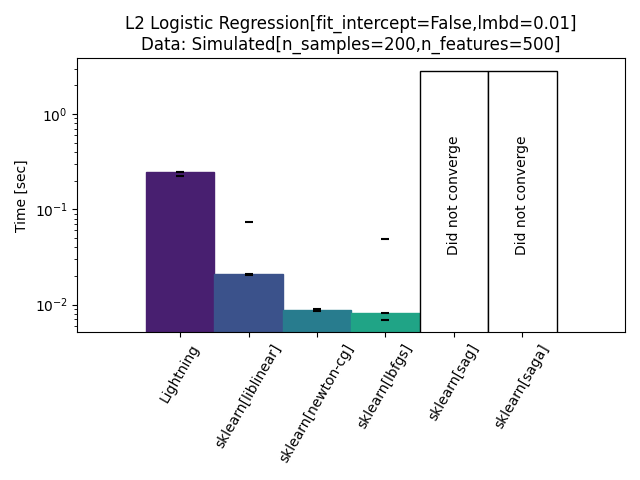 L2 Logistic Regression[fit_intercept=False,lmbd=0.01]
Data: Simulated[n_samples=200,n_features=500]
Time [sec]
10⁰
10⁻¹
10⁻²
Did not converge
Did not converge
Lightning
sklearn[liblinear]
sklearn[newton-cg]
sklearn[lbfgs]
sklearn[sag]
sklearn[saga]